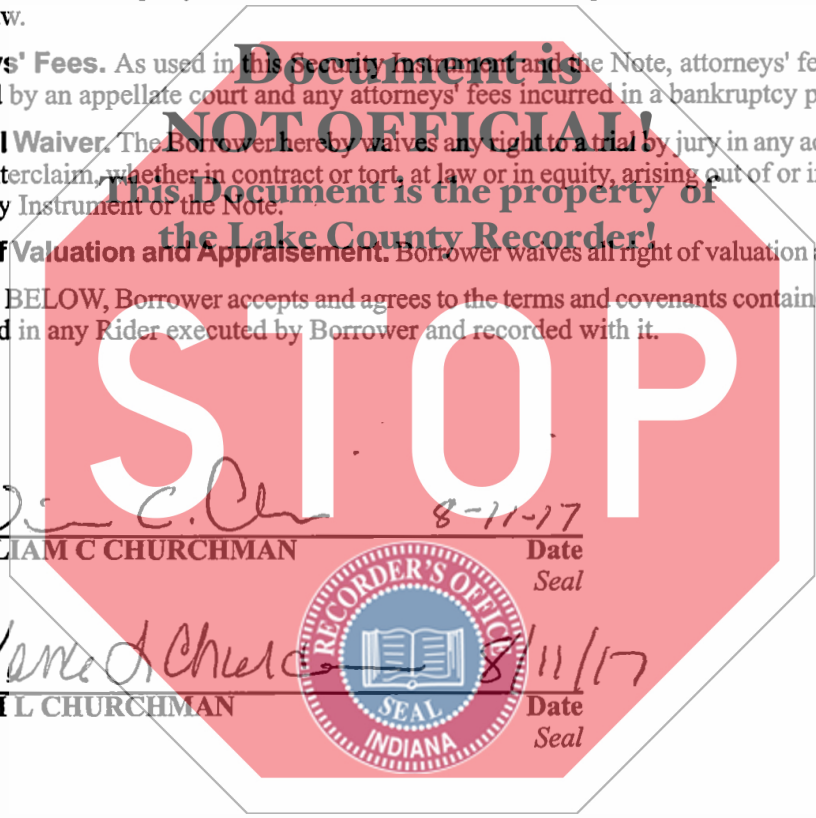 w.
s' Fees. As used in this Security Instrument and the Note, attorneys' fe
by an appellate court and any attorneys' fees incurred in a bankruptcy p
l Waiver. The Borrower hereby waives any right to a trial by jury in any a
terclaim, whether in contract or tort, at law or in equity, arising out of or i
y Instrument or the Note.
f Valuation and Appraisement. Borrower waives all right of valuation
BELOW, Borrower accepts and agrees to the terms and covenants contain
d in any Rider executed by Borrower and recorded with it.
Document is
NOT OFFICIAL!
This Document is the property of
the Lake County Recorder!
STOP
8-11-17
LIAM C CHURCHMAN Date
Seal
8/11/17
L CHURCHMAN Date
Seal
RECORDER'S OFFICE
SEAL
INDIANA